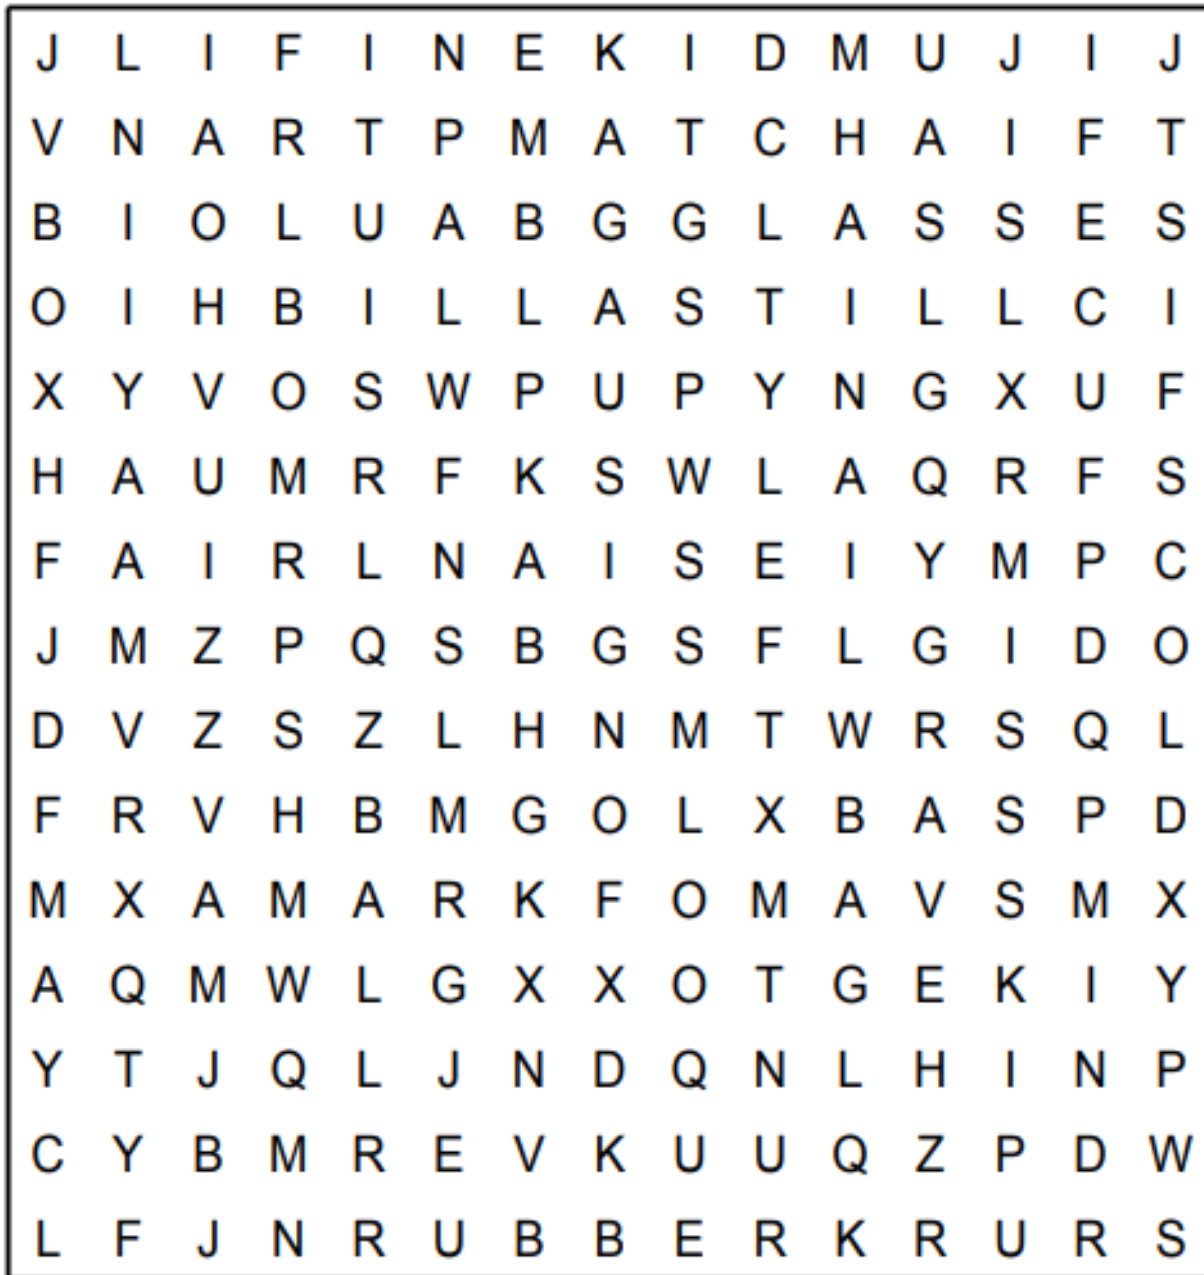 J L I F I N E K I D M U J I J
V N A R T P M A T C H A I F T
B I O L U A B G G L A S S E S
O I H B I L L A S T I L L C I
X Y V O S W P U P Y N G X U F
H A U M R F K S W L A Q R F S
F A I R L N A I S E I Y M P C
J M Z P Q S B G S F L G I D O
D V Z S Z L H N M T W R S Q L
F R V H B M G O L X B A S P D
M X A M A R K F O M A V S M X
A Q M W L G X X O T G E K I Y
Y T J Q L J N D Q N L H I N P
C Y B M R E V K U U Q Z P D W
L F J N R U B B E R K R U R S